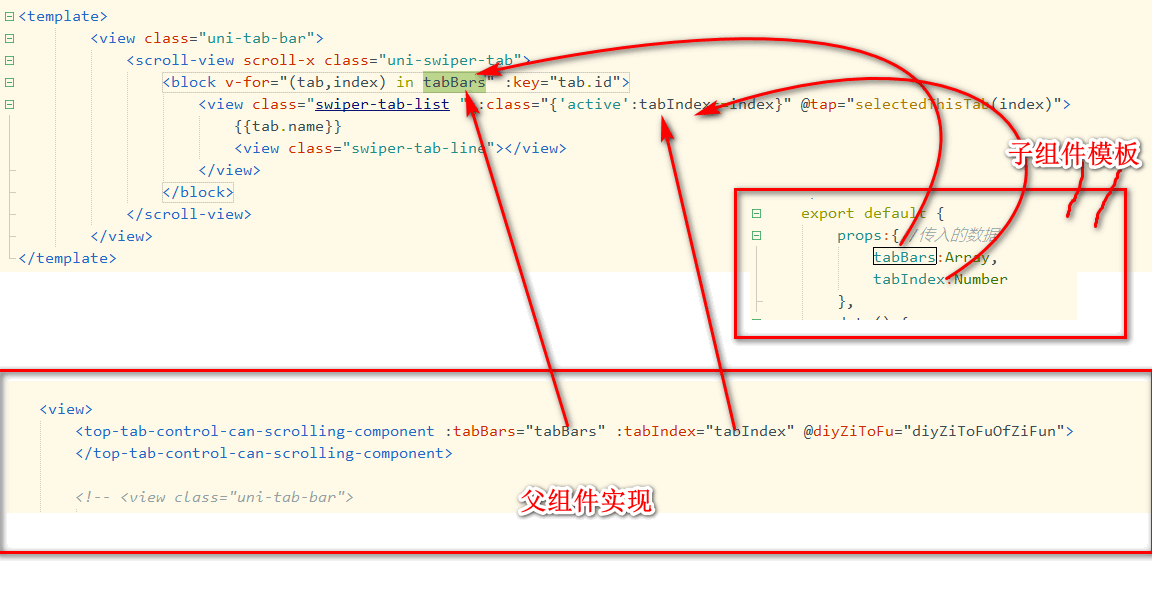 <template>
<view class="uni-tab-bar">
<scroll-view scroll-x class="uni-swiper-tab">
<block v-for="(tab,index) in tabBars" :key="tab.id">
<view class="swiper-tab-list " :class="{'active':tabIndex==index}" @tap="selectedThisTab(index)">
{{tab.name}}
<view class="swiper-tab-line"></view>
</view>
</block>
</scroll-view>
</view>
</template>
子组件模板
export default {
props:{ //传入的数据
tabBars:Array,
tabIndex:Number
},
<view>
<top-tab-control-can-scrolling-component :tabBars="tabBars" :tabIndex="tabIndex" @diyZiToFu="diyZiToFuOfZiFun">
</top-tab-control-can-scrolling-component>
<!-- <view class="uni-tab-bar">
父组件实现